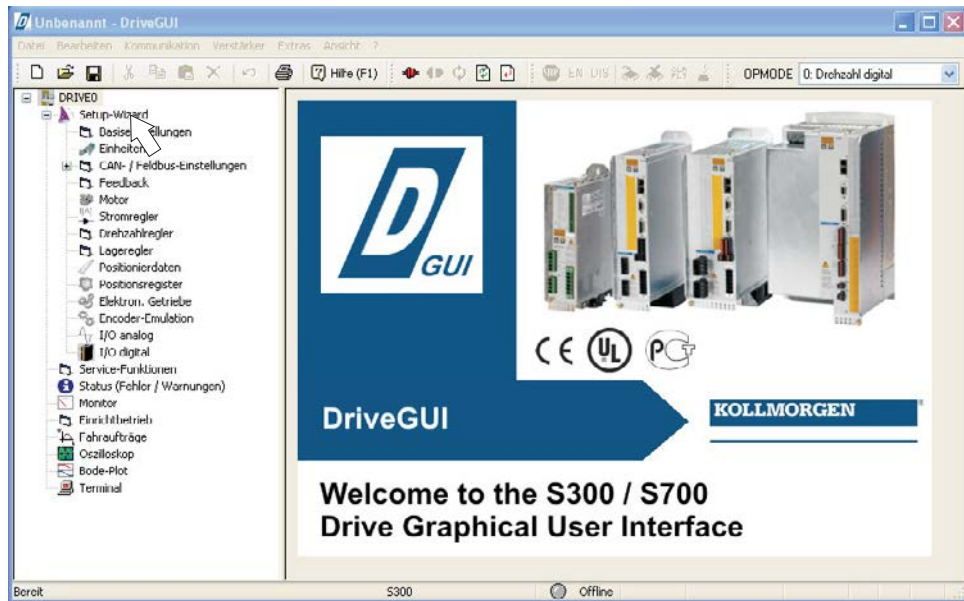 Unbenannt - DriveGUI
Datei Bearbeiten Kommunikation Verstärker Extras Ansicht ?
Hilfe (F1) EN DIS OPMODE 0: Drehzahl digital
DRIVE0
Setup-Wizard
Einheiten
CAN- / Feldbus-Einstellungen
Feedback
Motor
Stromregler
Drehzahlregler
Lageregler
Positionierdaten
Positionsregister
Elektron. Getriebe
Encoder-Emulation
I/O analog
I/O digital
Service-Funktionen
Status (Fehler / Warnungen)
Monitor
Einrichtbetrieb
Fahraufträge
Oszilloskop
Bode-Plot
Terminal
D
GUI
CE UL PCT
DriveGUI
KOLLMORGEN®
Welcome to the S300 / S700
Drive Graphical User Interface
Bereit S300 Offline